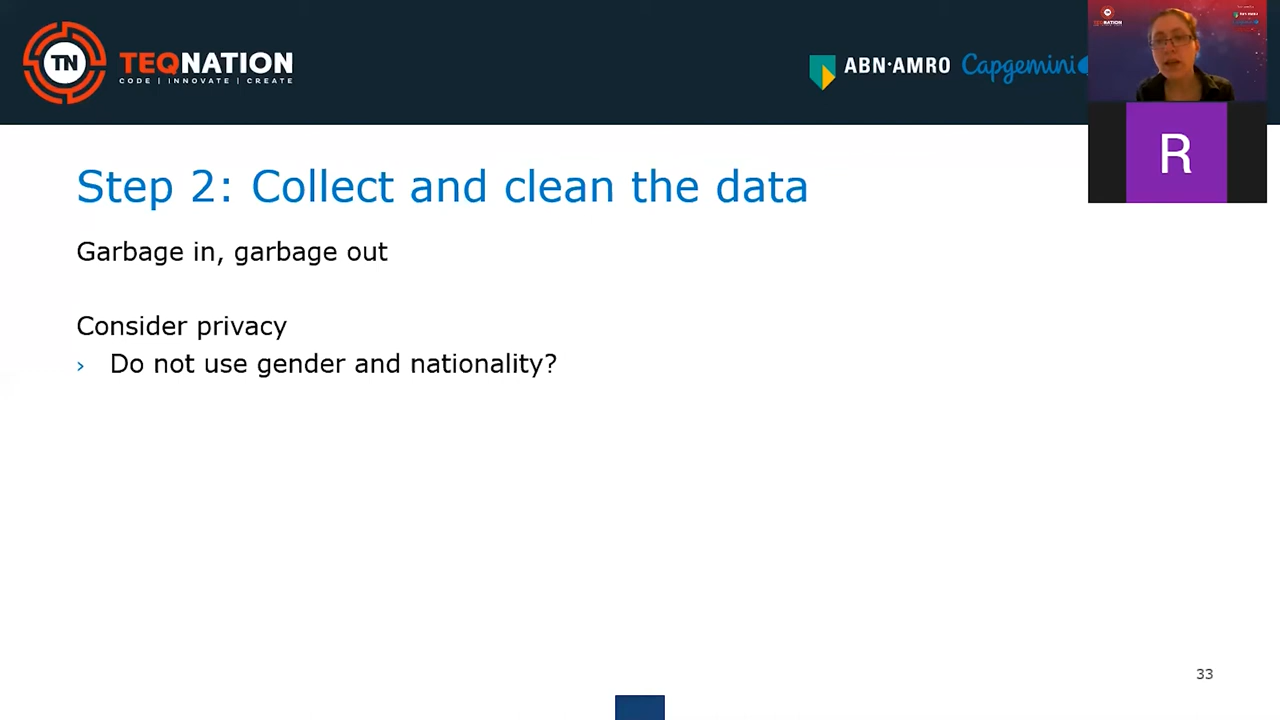 TN
TEQNATION
CODE | INNOVATE | CREATE
ABN·AMRO
Capgemini
R
Step 2: Collect and clean the data
Garbage in, garbage out
Consider privacy
› Do not use gender and nationality?
33